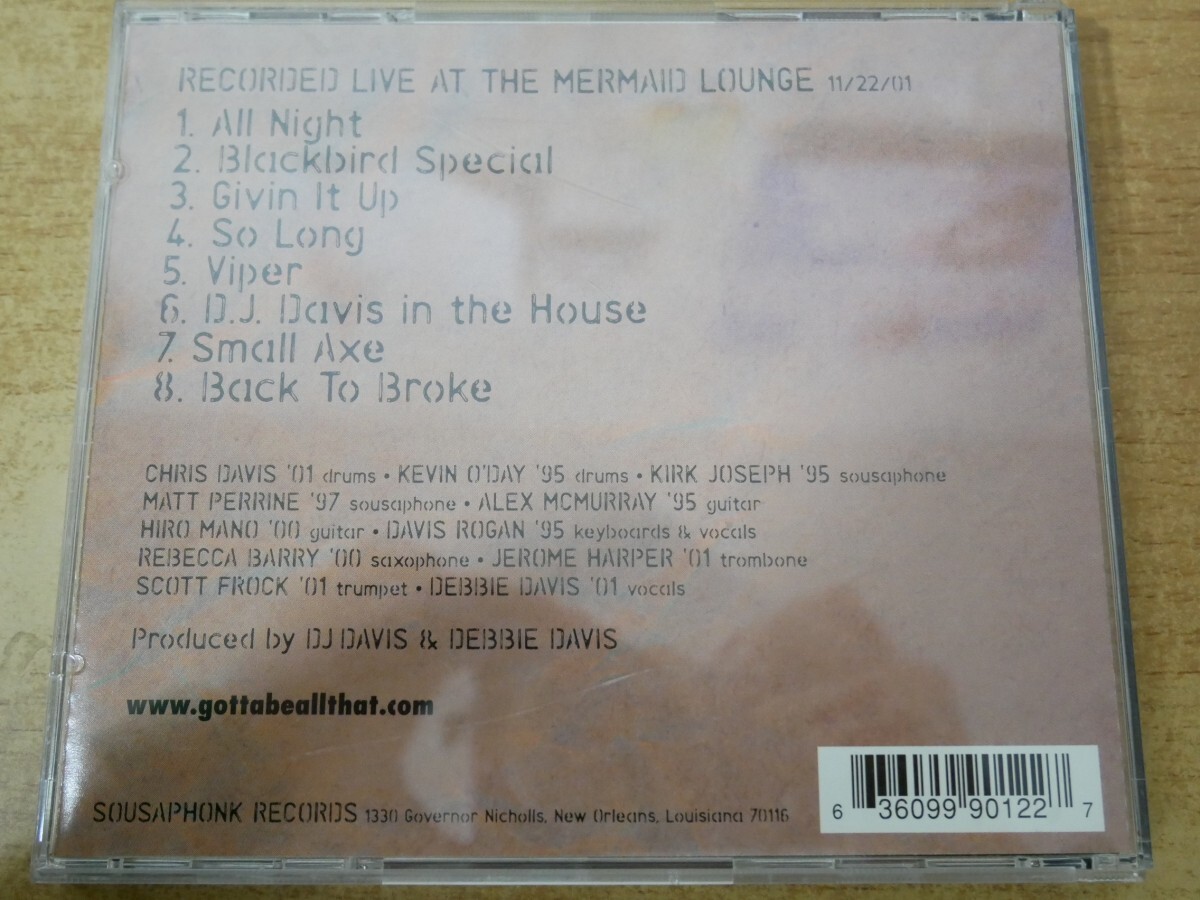 RECORDED LIVE AT THE MERMAID LOUNGE 11/22/01
1. All Night
2. Blackbird Special
3. Givin It Up
4. So Long
5. Viper
6. D.J. Davis in the House
7. Small Axe
8. Back To Broke
CHRIS DAVIS '01 drums • KEVIN O'DAY '95 drums • KIRK JOSEPH '95 sousaphone
MATT PERRINE '97 sousaphone • ALEX MCMURRAY '95 guitar
HIRO MANO '00 guitar • DAVIS ROGAN '95 keyboards & vocals
REBECCA BARRY '00 saxophone • JEROME HARPER '01 trombone
SCOTT FROCK '01 trumpet • DEBBIE DAVIS '01 vocals
Produced by DJ DAVIS & DEBBIE DAVIS
www.gottabeallthat.com
SOUSAPHONK RECORDS 1330 Governor Nicholls, New Orleans, Louisiana 70116
6 36099 90122 7